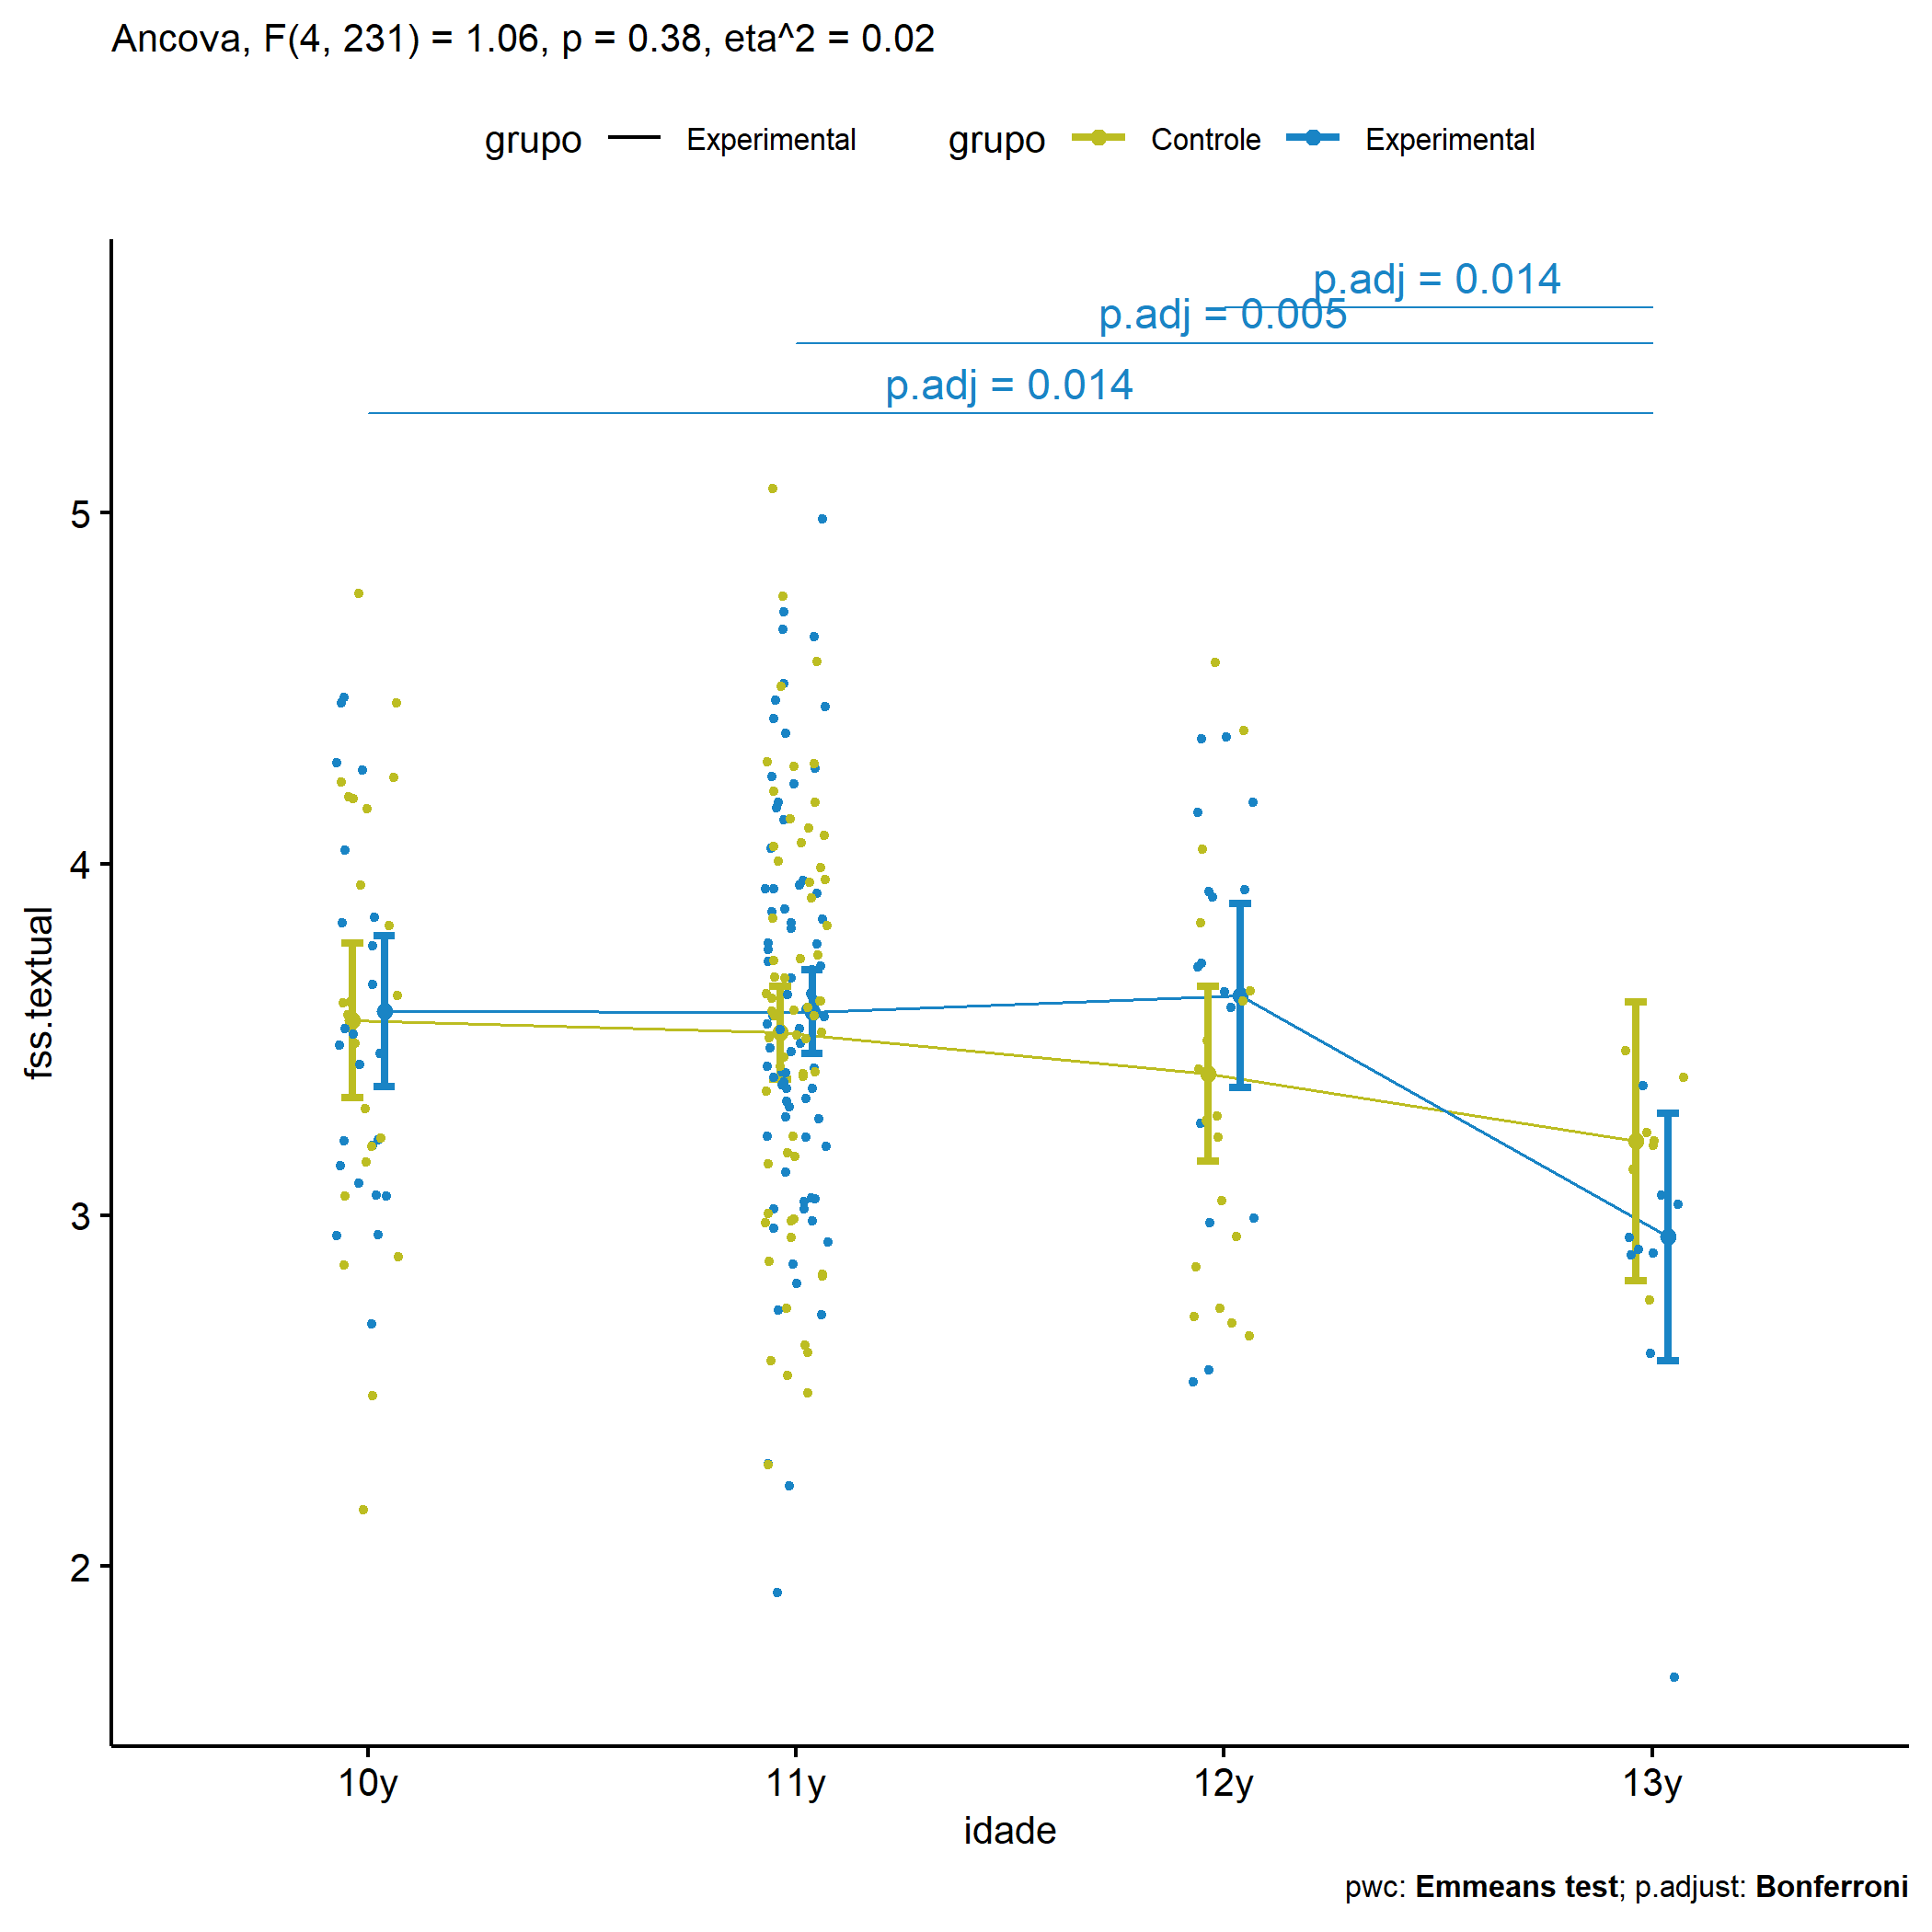 Ancova, F(4, 231) = 1.06, p = 0.38, eta^2 = 0.02
grupo Experimental grupo Controle Experimental
p.adj = 0.014
p.adj = 0.005
p.adj = 0.014
5
4
3
2
fss.textual
10y 11y 12y 13y
idade
pwc: Emmeans test; p.adjust: Bonferroni